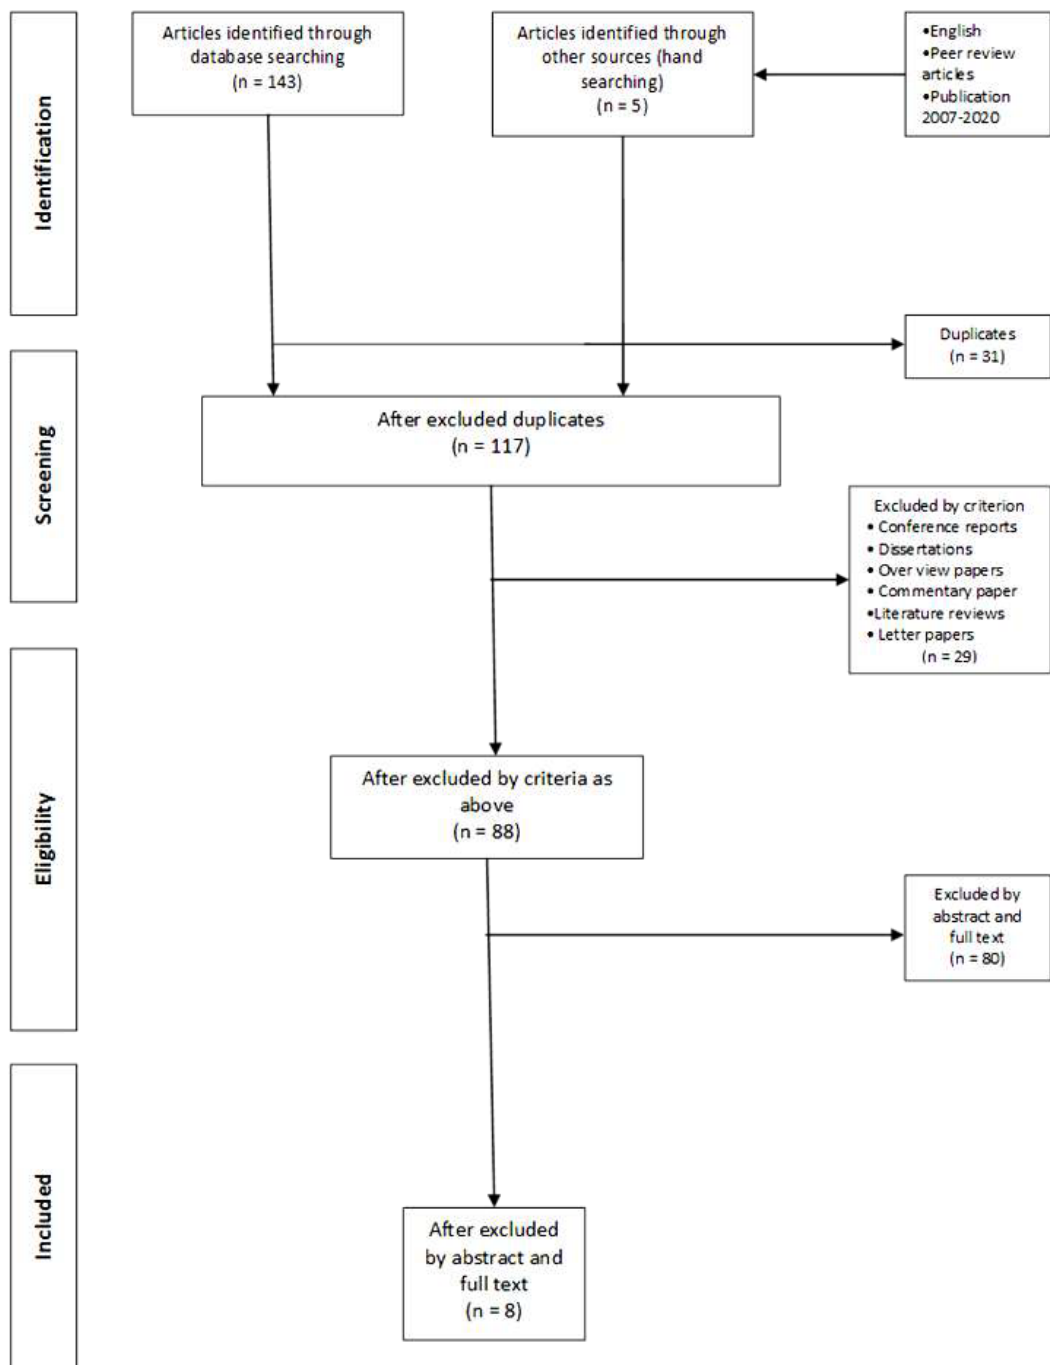 Identification
Articles identified through
database searching
(n = 143)
Articles identified through
other sources (hand
searching)
(n = 5)
•English
•Peer review
articles
•Publication
2007-2020
Duplicates
(n = 31)
Screening
After excluded duplicates
(n = 117)
Excluded by criterion
• Conference reports
• Dissertations
• Over view papers
• Commentary paper
•Literature reviews
• Letter papers
(n = 29)
Eligibility
After excluded by criteria as
above
(n = 88)
Excluded by
abstract and
full text
(n = 80)
Included
After excluded
by abstract and
full text
(n = 8)